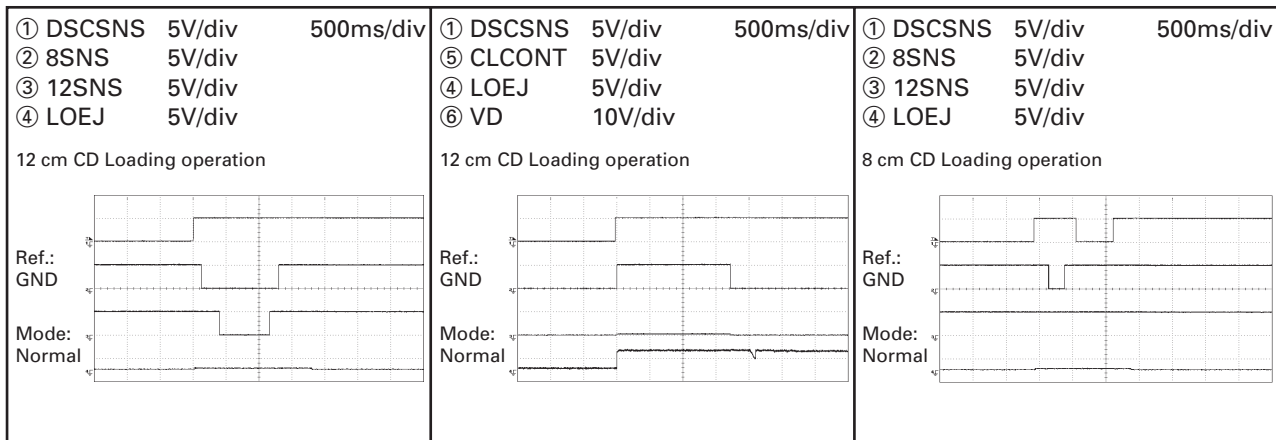 ① DSCSNS 5V/div 500ms/div
② 8SNS 5V/div
③ 12SNS 5V/div
④ LOEJ 5V/div
12 cm CD Loading operation
Ref.:
GND
Mode:
Normal
① DSCSNS 5V/div 500ms/div
⑤ CLCONT 5V/div
④ LOEJ 5V/div
⑥ VD 10V/div
12 cm CD Loading operation
Ref.:
GND
Mode:
Normal
① DSCSNS 5V/div 500ms/div
② 8SNS 5V/div
③ 12SNS 5V/div
④ LOEJ 5V/div
8 cm CD Loading operation
Ref.:
GND
Mode:
Normal